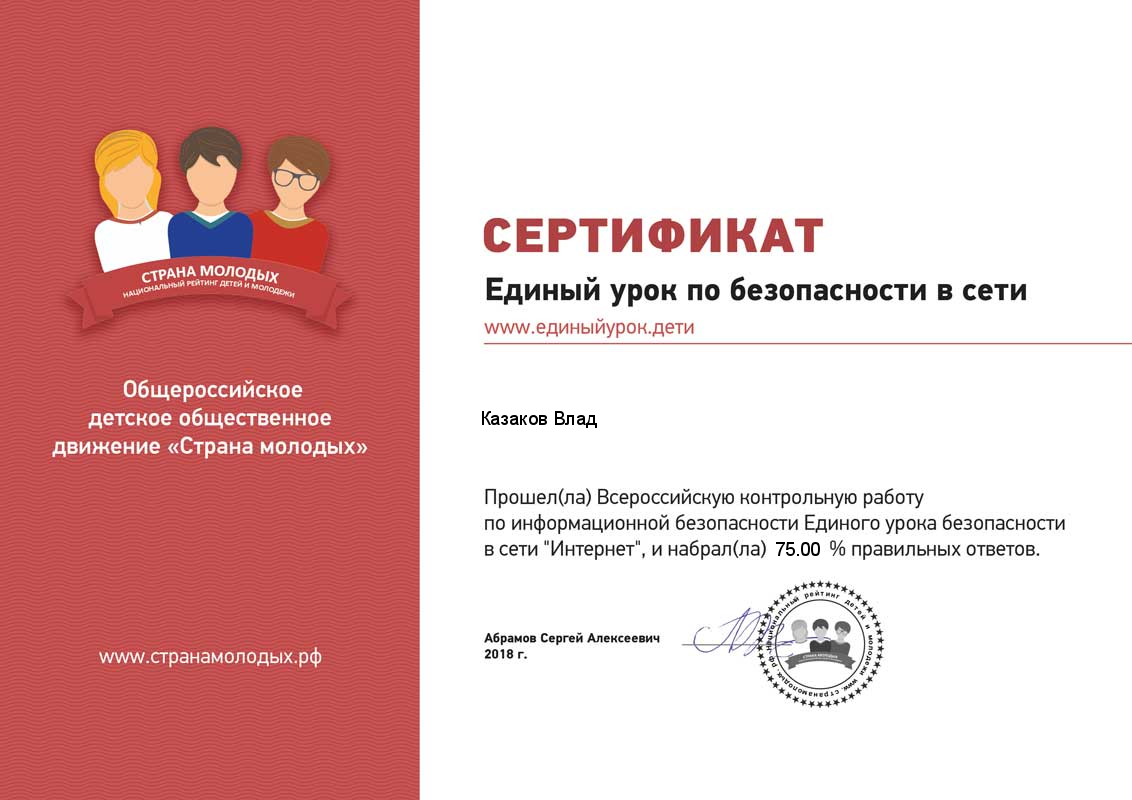 СТРАНА МОЛОДЫХ
НАЦИОНАЛЬНЫЙ РЕЙТИНГ ДЕТЕЙ И МОЛОДЕЖИ
Общероссийское
детское общественное
движение «Страна молодых»
www.странамолодых.рф
СЕРТИФИКАТ
Единый урок по безопасности в сети
www.единыйурок.дети
Казаков Влад
Прошел(ла) Всероссийскую контрольную работу
по информационной безопасности Единого урока безопасности
в сети "Интернет", и набрал(ла) 75.00 % правильных ответов.
Абрамов Сергей Алексеевич
2018 г.
Национальный рейтинг детей и молодежи www.странамолодых.рф
СТРАНА МОЛОДЫХ